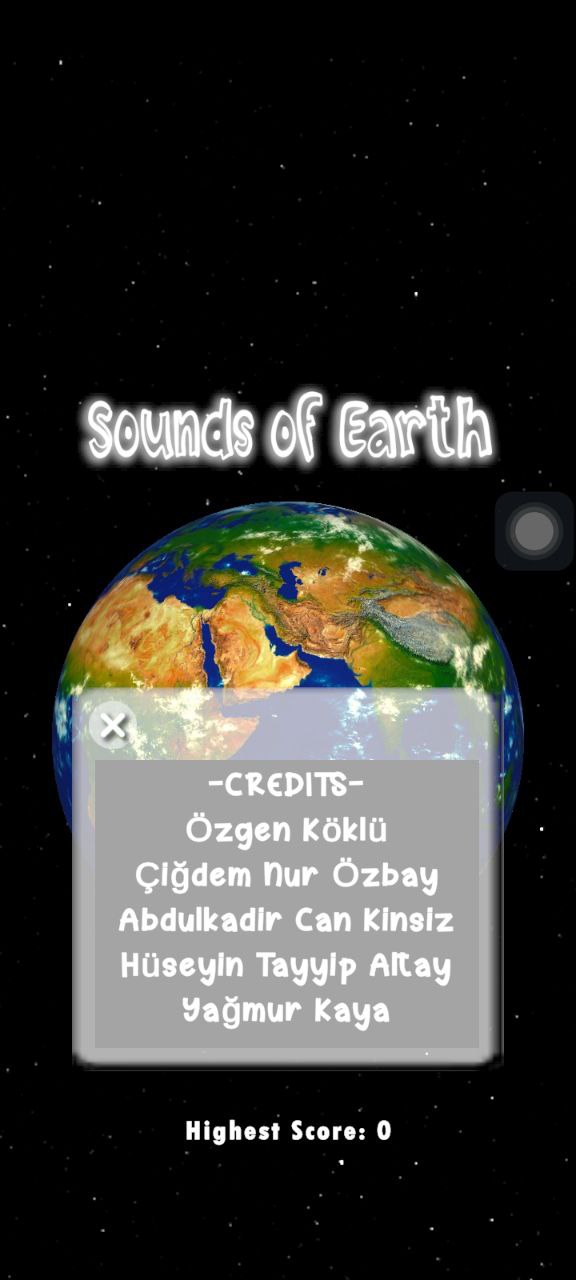 Sounds of Earth
-CREDITS-
Özgen Köklü
Çiğdem Nur Özbay
Abdulkadir Can Kinsiz
Hüseyin Tayyip Altay
Yağmur Kaya
Highest Score: 0